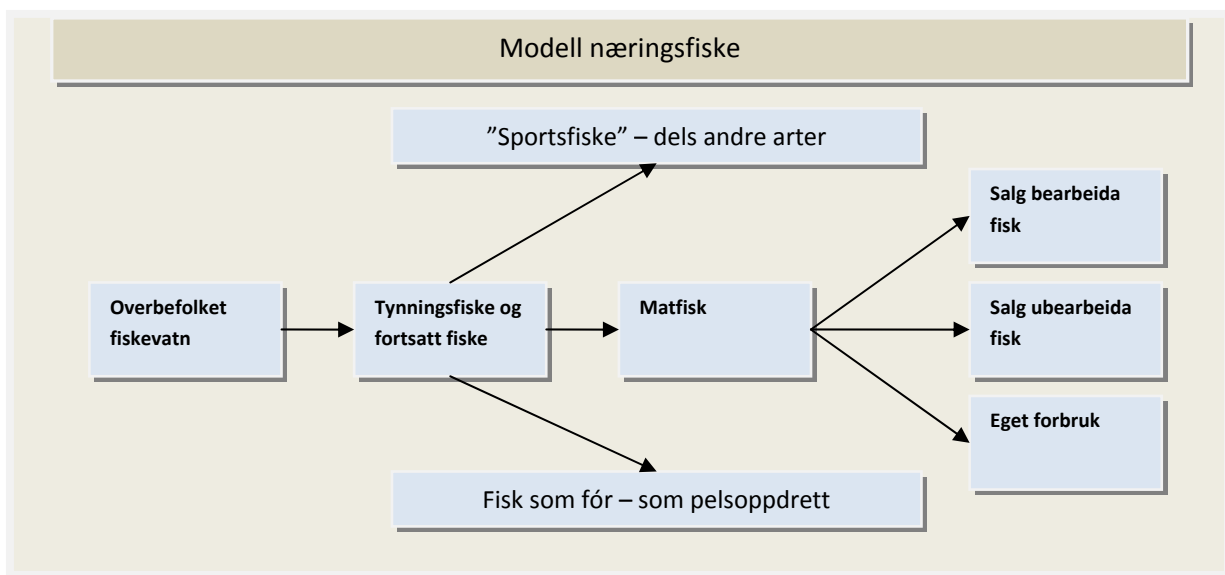 Modell næringsfiske
”Sportsfiske” – dels andre arter
Salg bearbeida
fisk
Overbefolket
fiskevatn
Tynningsfiske og
fortsatt fiske
Matfisk
Salg ubearbeida
fisk
Eget forbruk
Fisk som fór – som pelsoppdrett